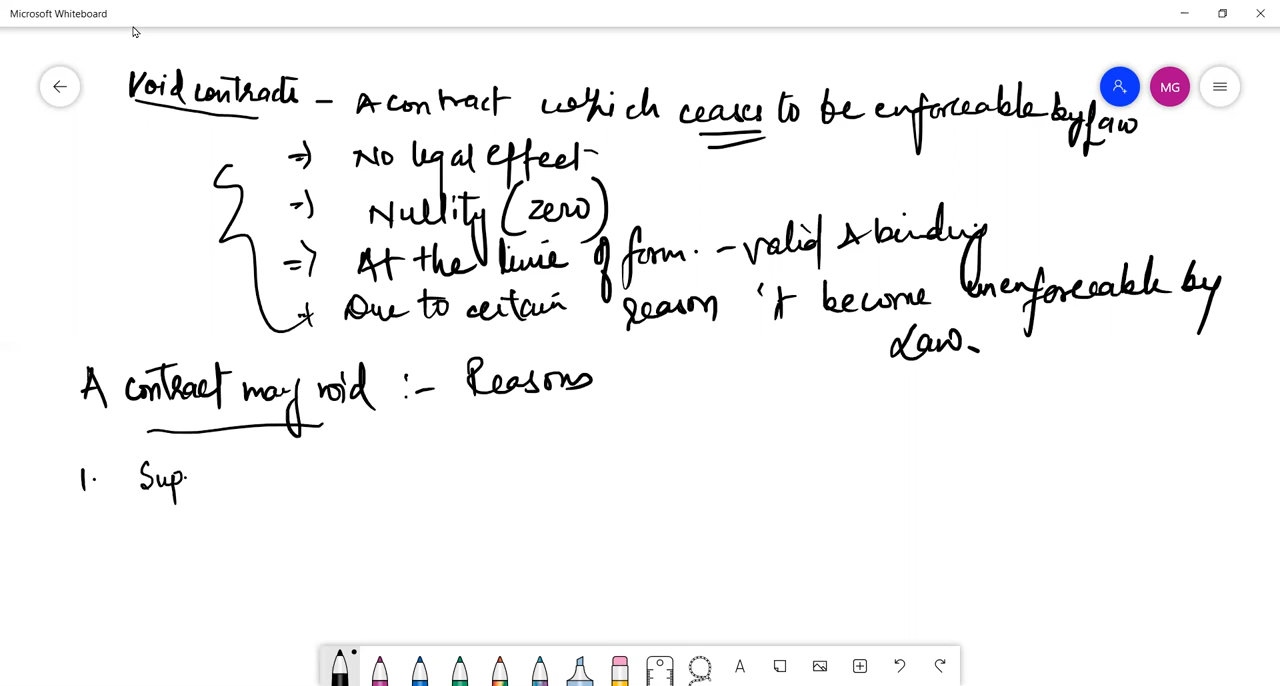 Microsoft Whiteboard
MG
Void contracts - A contract which ceases to be enforceable by Law
=) No legal effect
=) Nullity (zero)
=) At the time of form. - valid & binding
+ Due to certain reason it become unenforceable by
Law.
A contract may void :- Reasons
1. Sup.
A